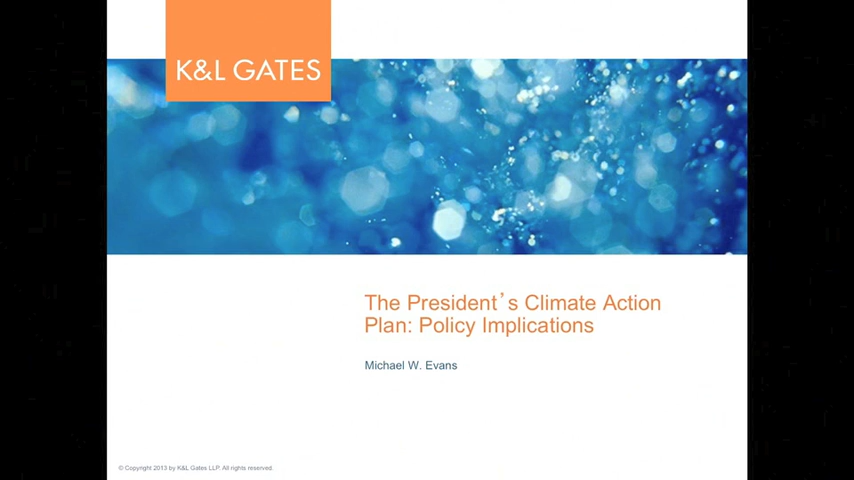 K&L GATES
The President’s Climate Action
Plan: Policy Implications
Michael W. Evans
© Copyright 2013 by K&L Gates LLP. All rights reserved.